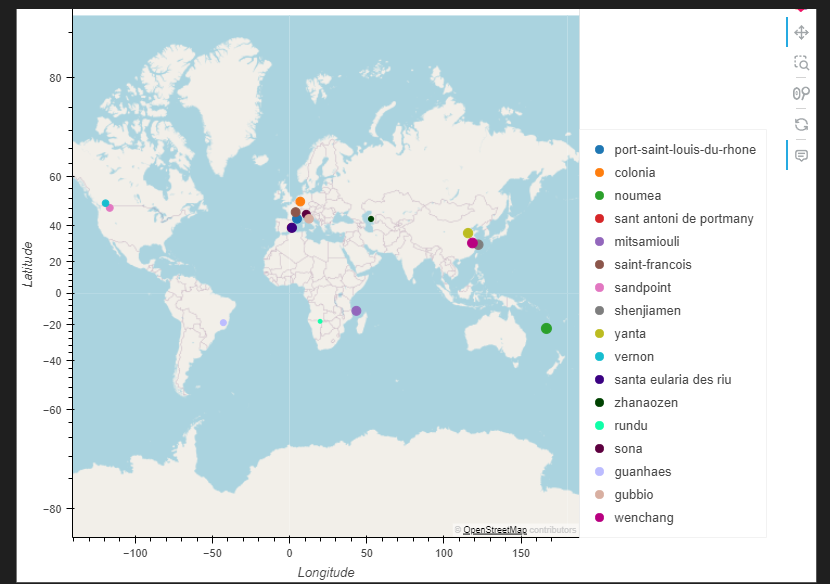 80
60
40
20
0
−20
−40
−60
−80
Latitude
−100
−50
0
50
100
150
Longitude
© OpenStreetMap contributors
port-saint-louis-du-rhone
colonia
noumea
sant antoni de portmany
mitsamiouli
saint-francois
sandpoint
shenjiamen
yanta
vernon
santa eularia des riu
zhanaozen
rundu
sona
guanhaes
gubbio
wenchang